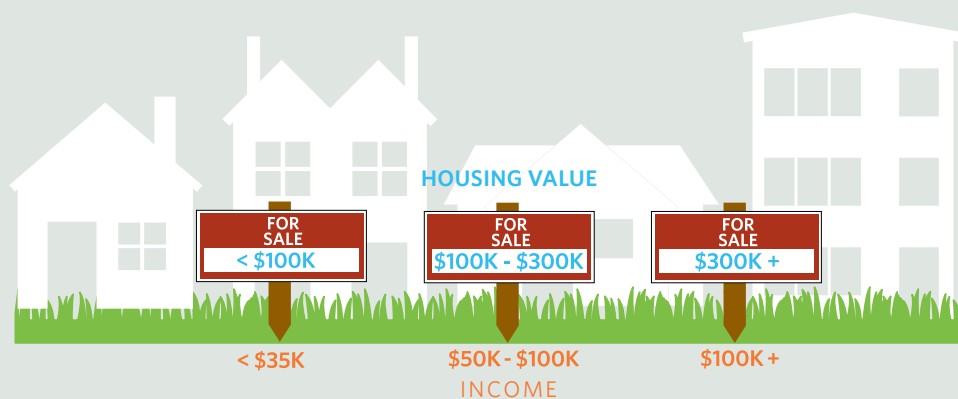 HOUSING VALUE
FOR
SALE
< $100K
FOR
SALE
$100K - $300K
FOR
SALE
$300K +
< $35K
$50K - $100K
$100K +
INCOME